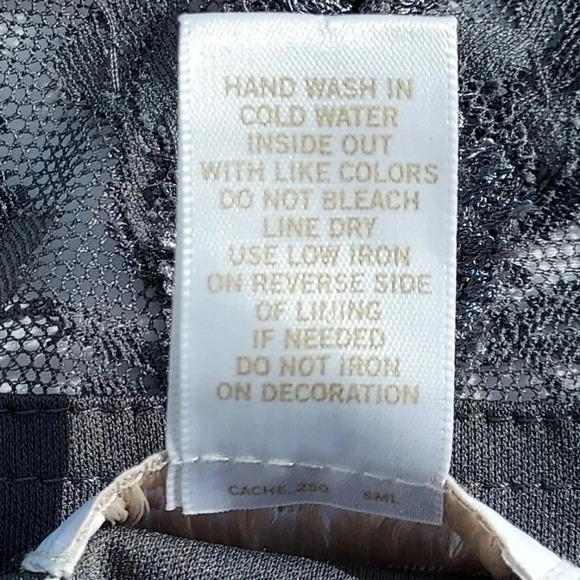 HAND WASH IN
COLD WATER
INSIDE OUT
WITH LIKE COLORS
DO NOT BLEACH
LINE DRY
USE LOW IRON
ON REVERSE SIDE
OF LINING
IF NEEDED
DO NOT IRON
ON DECORATION
CACHE 250 SML